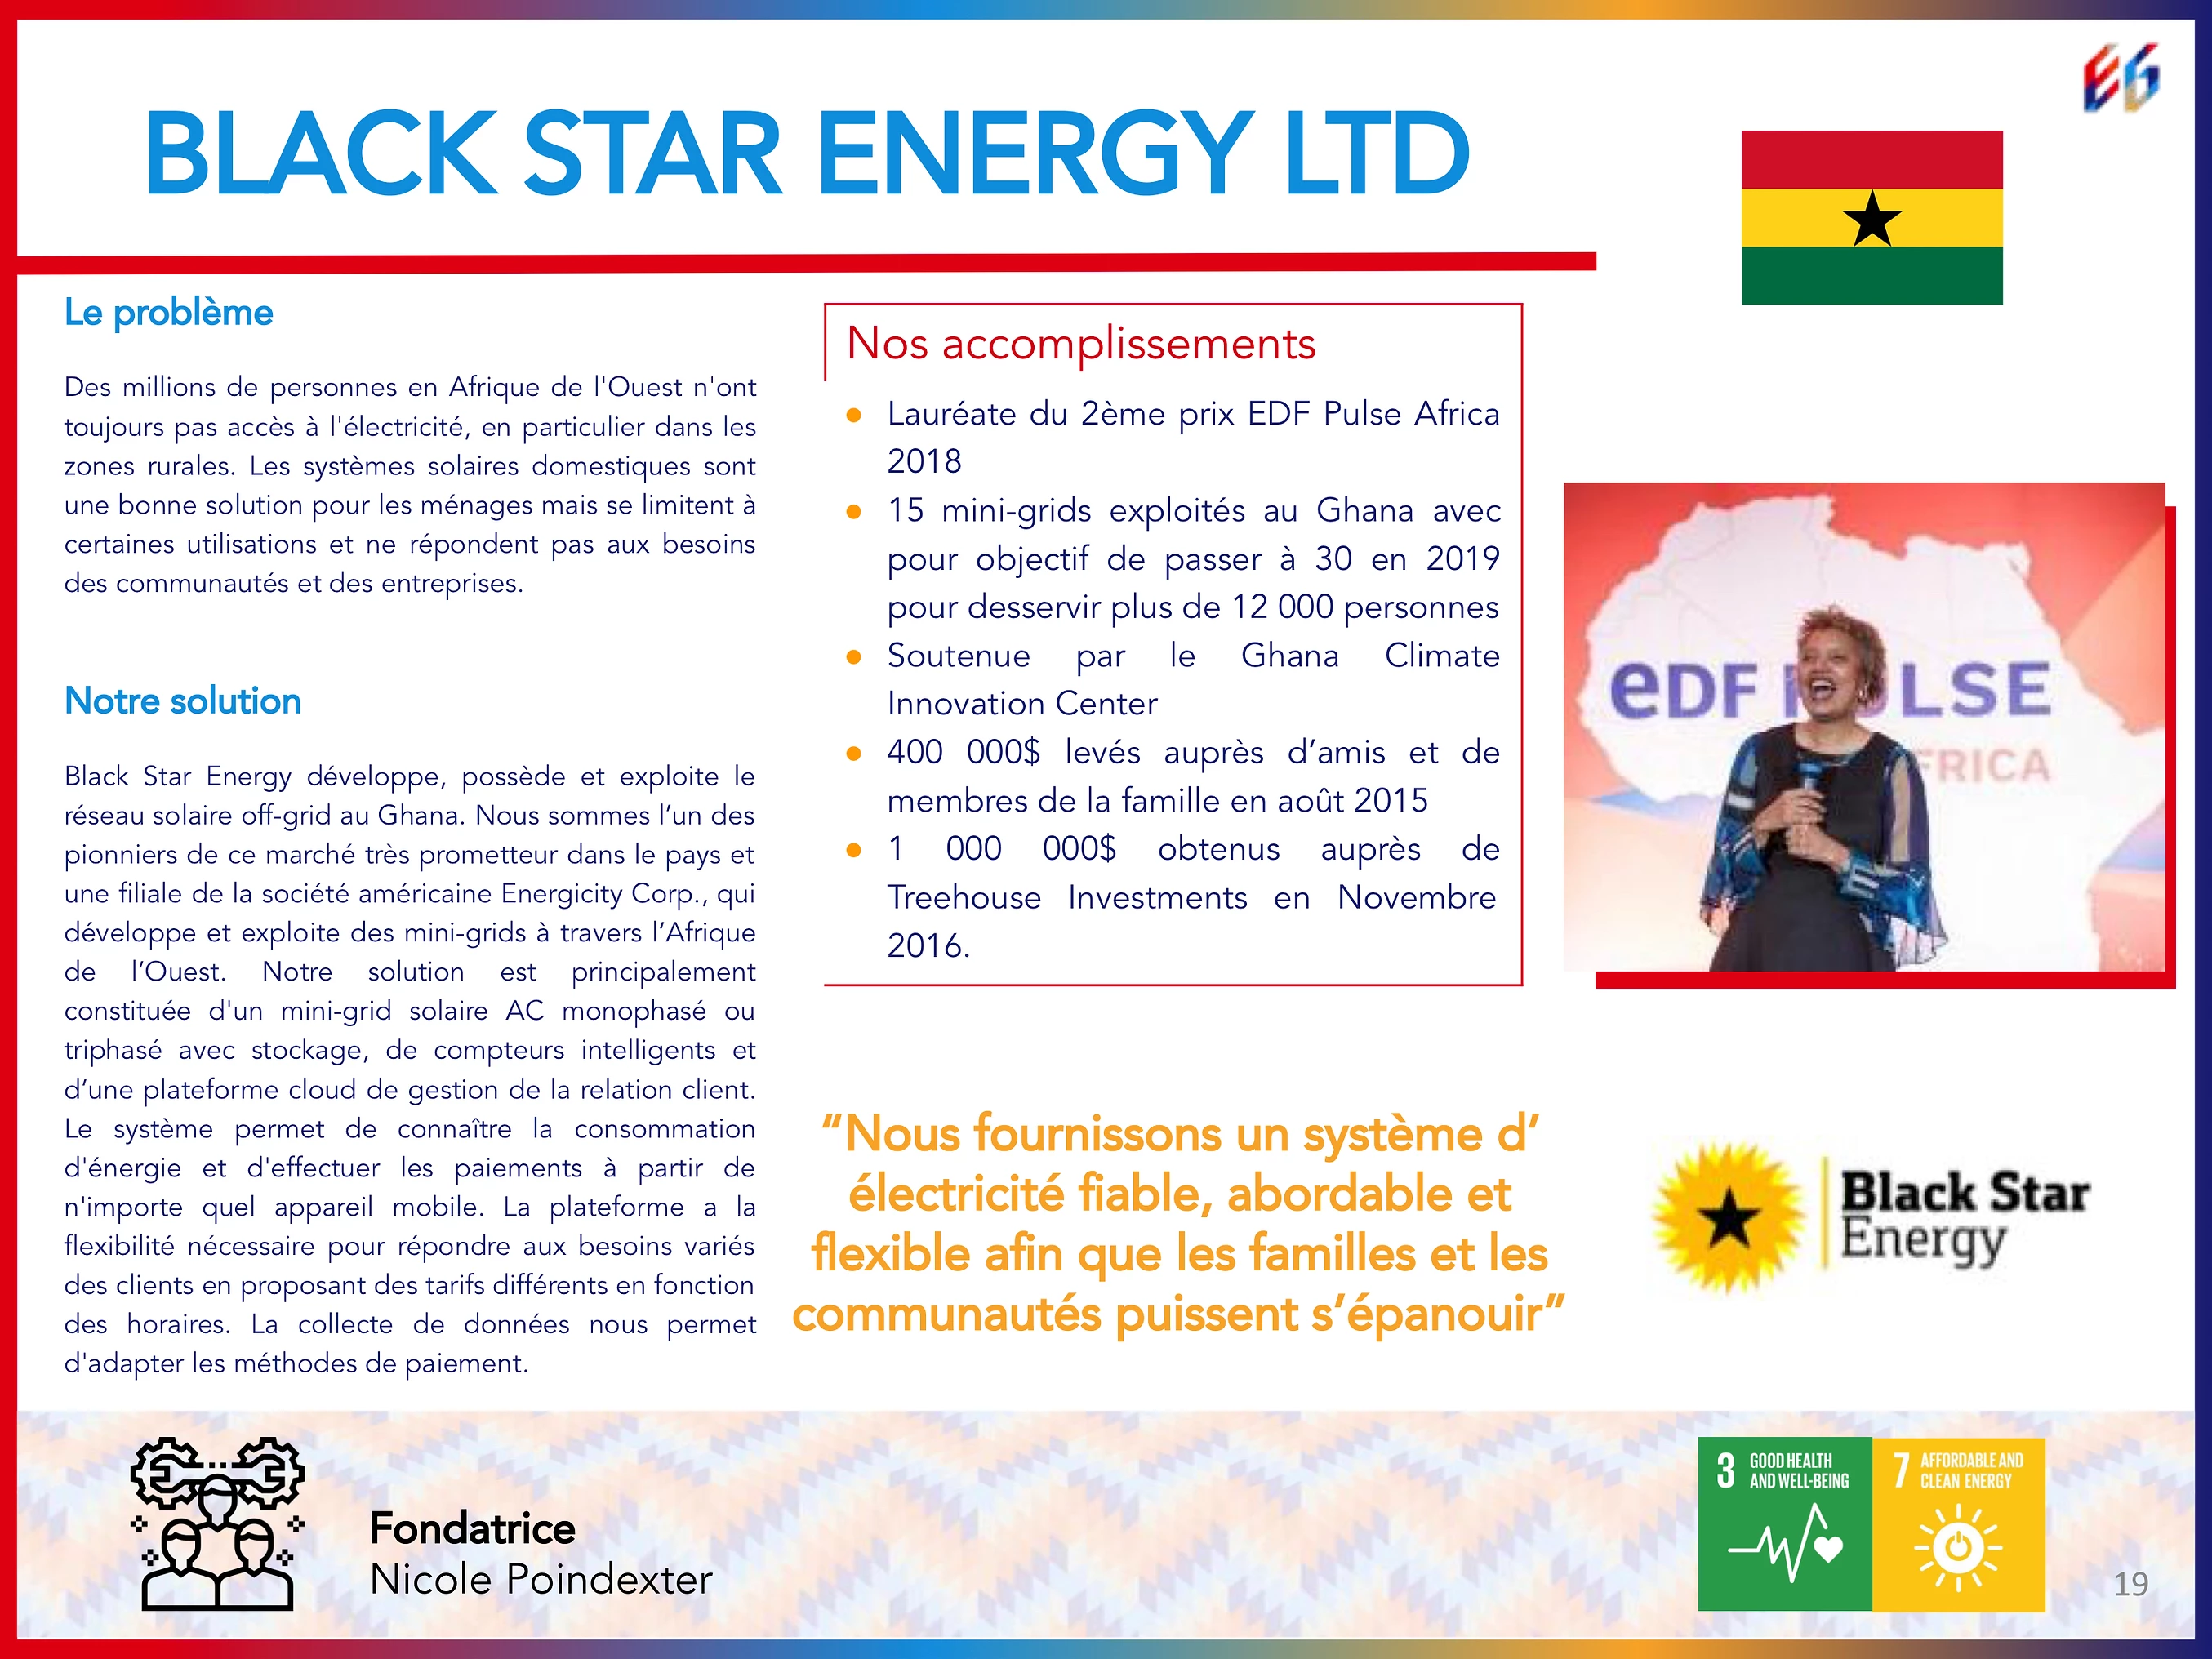 EG
BLACK STAR ENERGY LTD
Le problème
Des millions de personnes en Afrique de l'Ouest n'ont
toujours pas accès à l'électricité, en particulier dans les
zones rurales. Les systèmes solaires domestiques sont
une bonne solution pour les ménages mais se limitent à
certaines utilisations et ne répondent pas aux besoins
des communautés et des entreprises.
Notre solution
Black Star Energy développe, possède et exploite le
réseau solaire off-grid au Ghana. Nous sommes l’un des
pionniers de ce marché très prometteur dans le pays et
une filiale de la société américaine Energicity Corp., qui
développe et exploite des mini-grids à travers l’Afrique
de l’Ouest. Notre solution est principalement
constituée d'un mini-grid solaire AC monophasé ou
triphasé avec stockage, de compteurs intelligents et
d’une plateforme cloud de gestion de la relation client.
Le système permet de connaître la consommation
d'énergie et d'effectuer les paiements à partir de
n'importe quel appareil mobile. La plateforme a la
flexibilité nécessaire pour répondre aux besoins variés
des clients en proposant des tarifs différents en fonction
des horaires. La collecte de données nous permet
d'adapter les méthodes de paiement.
Nos accomplissements
● Lauréate du 2ème prix EDF Pulse Africa
2018
● 15 mini-grids exploités au Ghana avec
pour objectif de passer à 30 en 2019
pour desservir plus de 12 000 personnes
● Soutenue par le Ghana Climate
Innovation Center
● 400 000$ levés auprès d’amis et de
membres de la famille en août 2015
● 1 000 000$ obtenus auprès de
Treehouse Investments en Novembre
2016.
“Nous fournissons un système d’
électricité fiable, abordable et
flexible afin que les familles et les
communautés puissent s’épanouir”
eDF LSE
FRICA
Black Star
Energy
Fondatrice
Nicole Poindexter
3 GOOD HEALTH
AND WELL-BEING
7 AFFORDABLE AND
CLEAN ENERGY
19